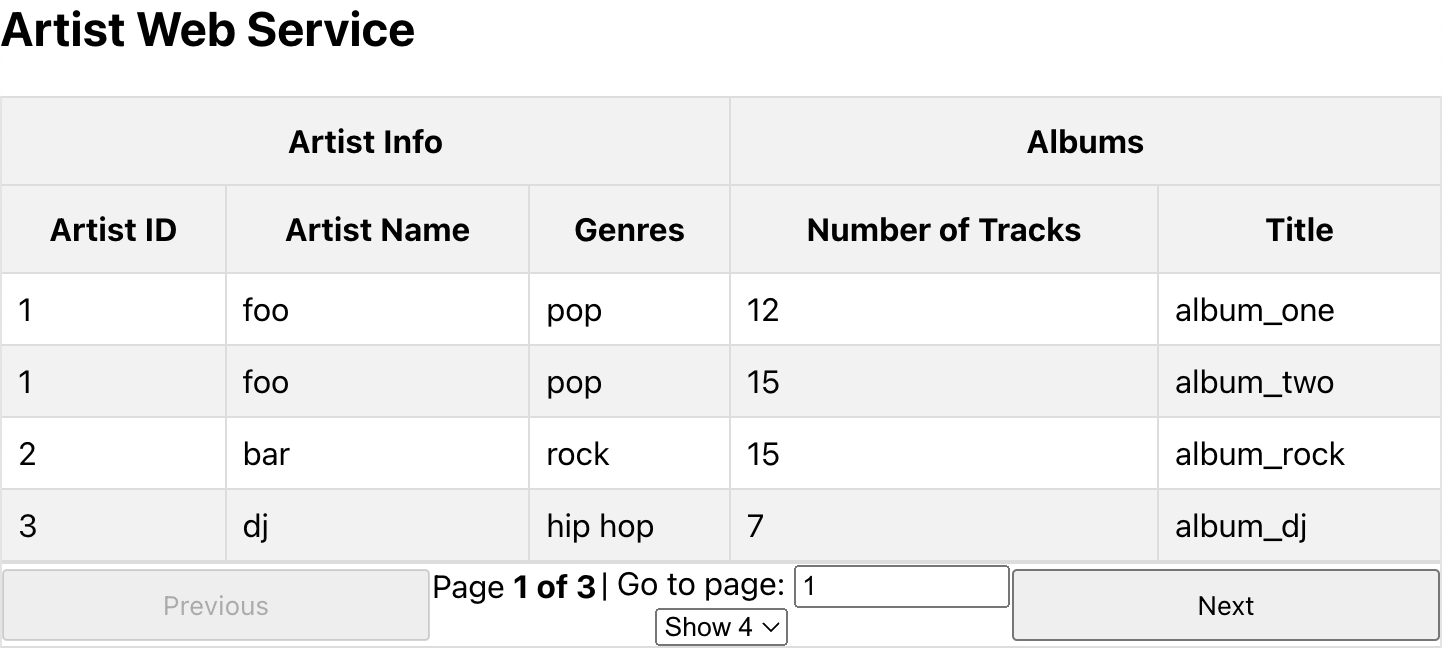 Artist Web Service
Artist Info Albums
Artist ID Artist Name Genres Number of Tracks Title
1 foo pop 12 album_one
1 foo pop 15 album_two
2 bar rock 15 album_rock
3 dj hip hop 7 album_dj
Previous Page 1 of 3 | Go to page: 1 Next
Show 4